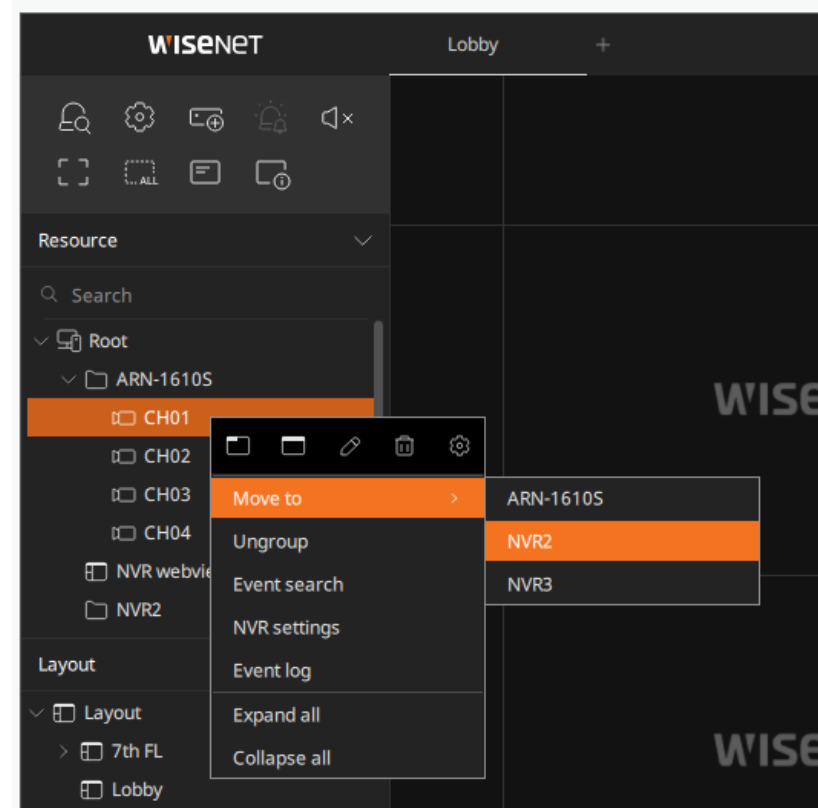 WISENET
Lobby
ALL
Resource
Search
Root
ARN-1610S
CH01
CH02
CH03
CH04
NVR webvie
NVR2
Move to
Ungroup
Event search
NVR settings
Event log
Expand all
Collapse all
ARN-1610S
NVR2
NVR3
Layout
Layout
7th FL
Lobby
WISE
WISE